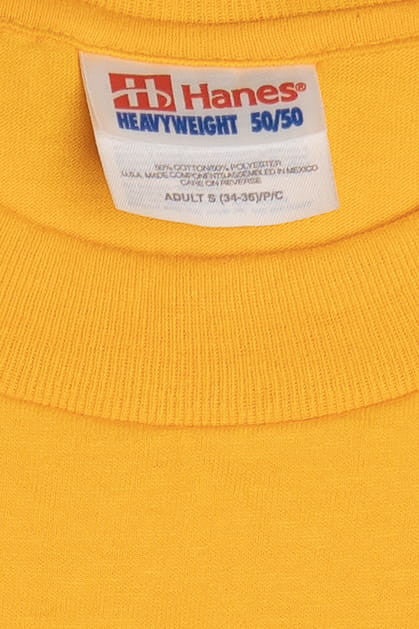 Hanes®
HEAVYWEIGHT 50/50
50% COTTON/50% POLYESTER
U.S.A. MADE COMPONENTS,ASSEMBLED IN MEXICO
CARE ON REVERSE
ADULT S (34-36)/P/C